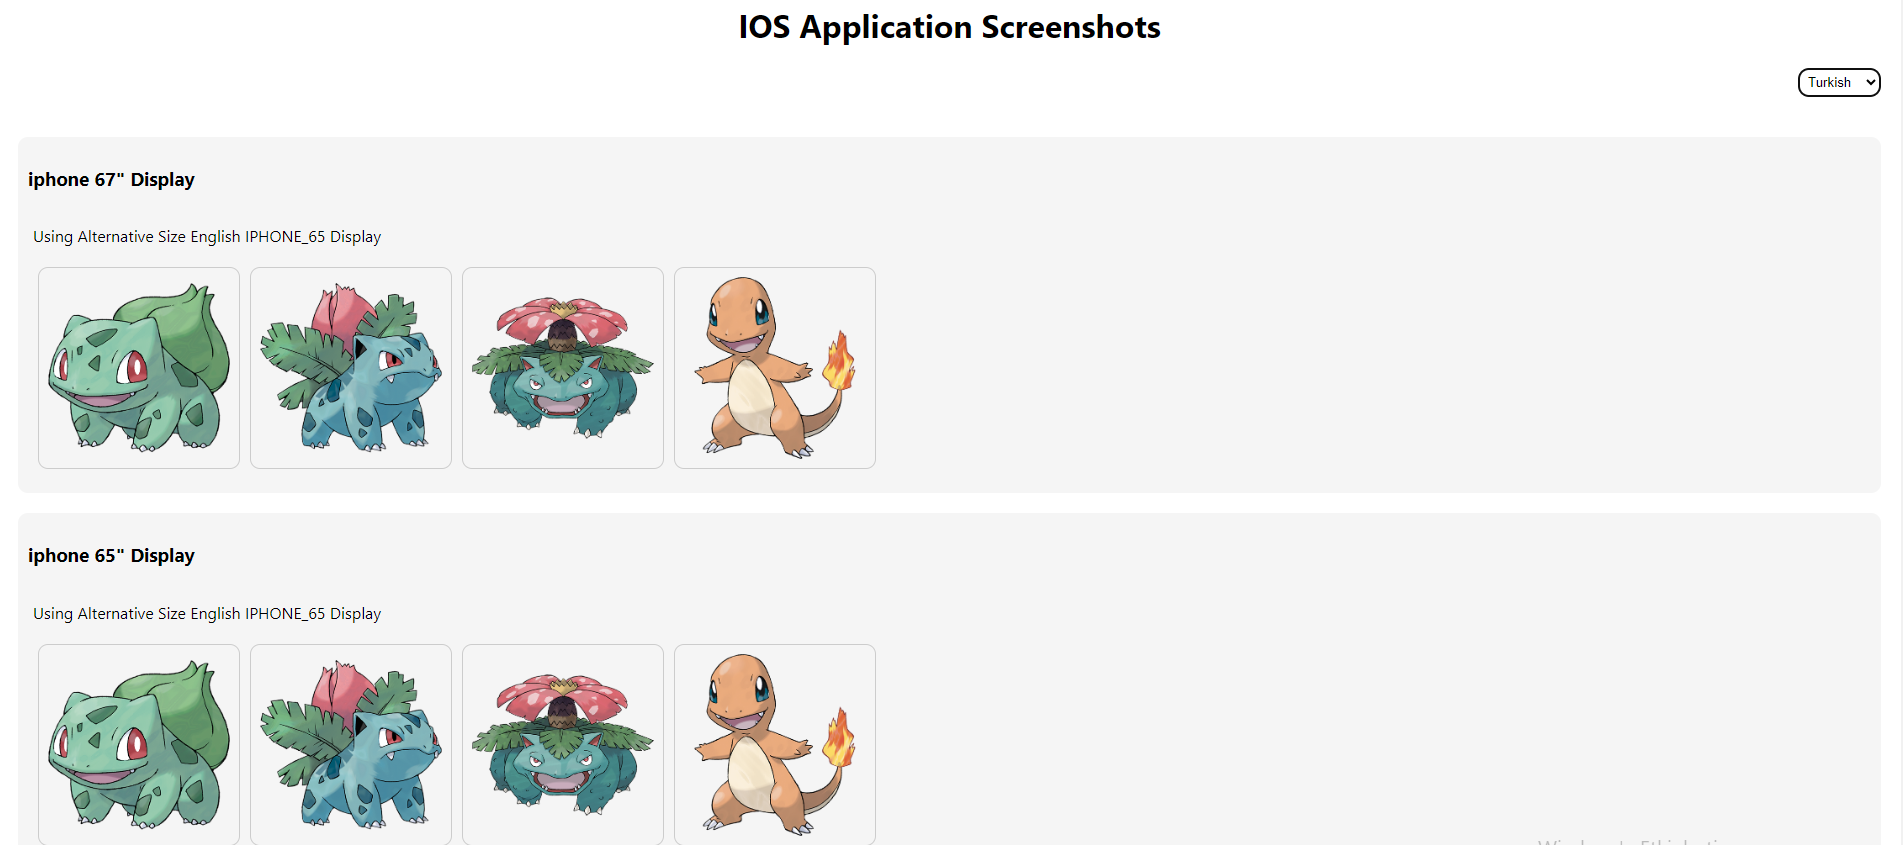 IOS Application Screenshots
Turkish
iphone 67" Display
Using Alternative Size English IPHONE_65 Display
iphone 65" Display
Using Alternative Size English IPHONE_65 Display